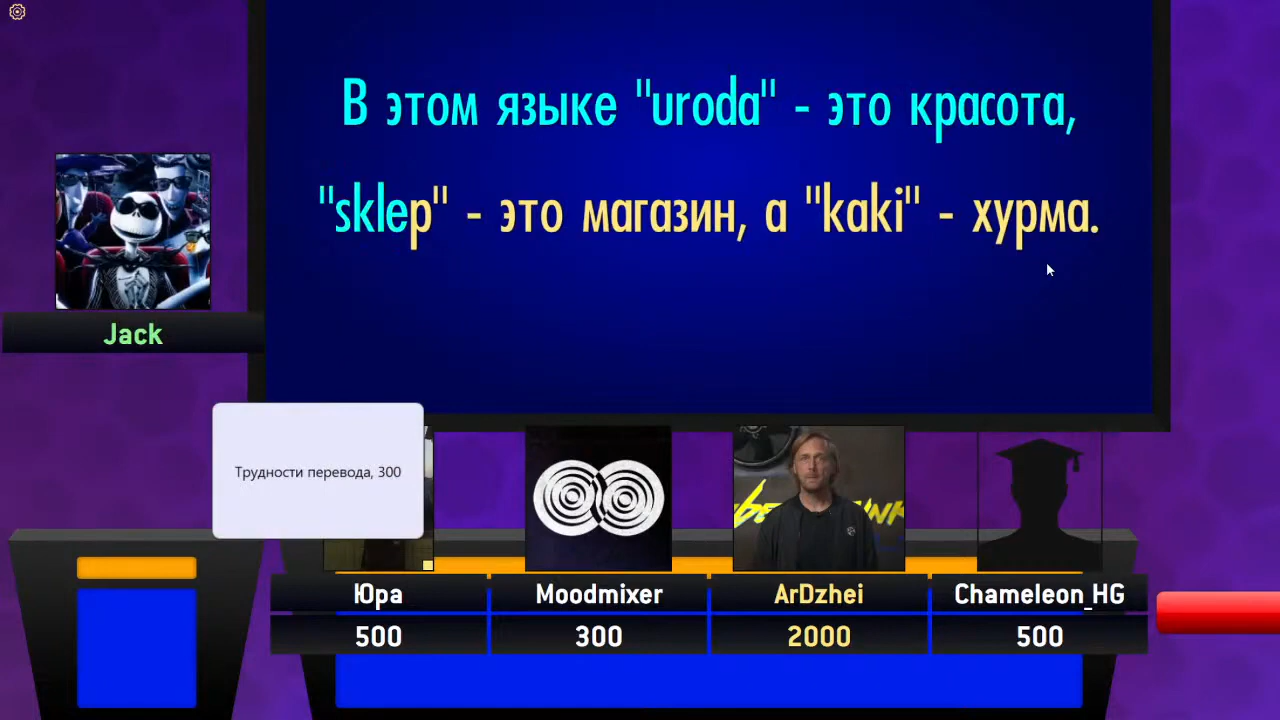 В этом языке "uroda" - это красота,
"sklep" - это магазин, а "kaki" - хурма.
Jack
Трудности перевода, 300
Юра
Moodmixer
ArDzhei
Chameleon_HG
500
300
2000
500